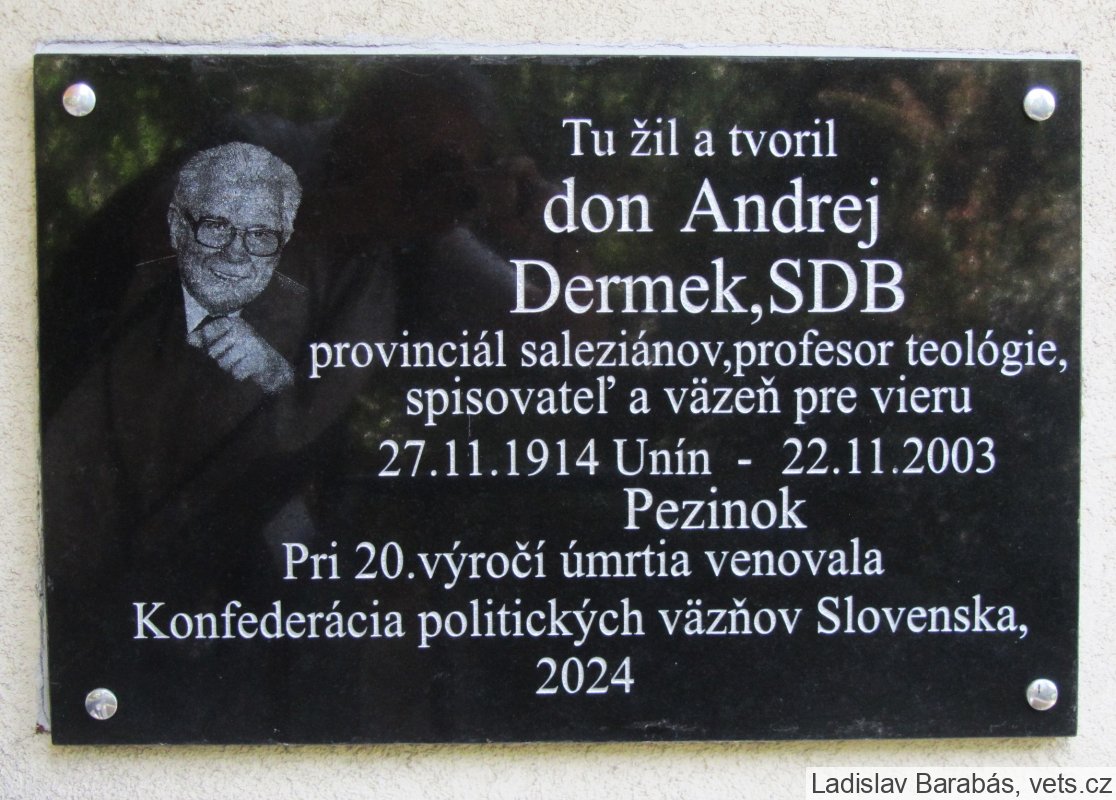 Tu žil a tvoril
don Andrej
Dermek,SDB
provinciál saleziánov,profesor teológie,
spisovateľ a väzeň pre vieru
27.11.1914 Unín - 22.11.2003
Pezinok
Pri 20.výročí úmrtia venovala
Konfederácia politických väzňov Slovenska,
2024
Ladislav Barabás, vets.cz